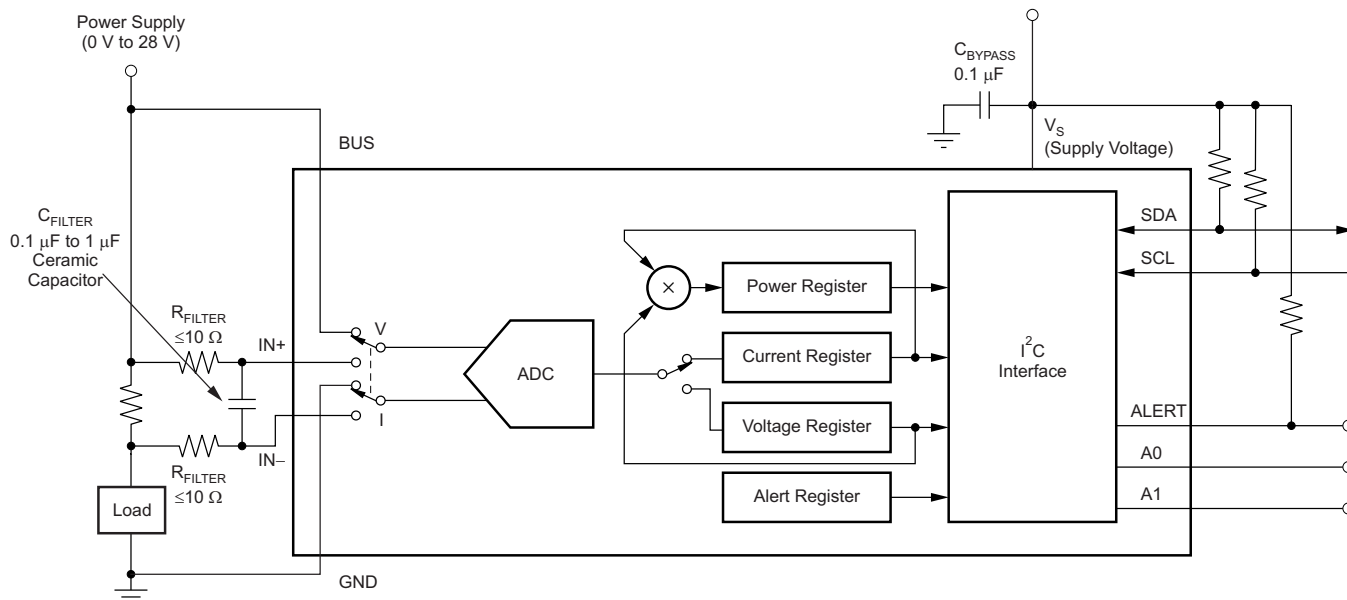 Power Supply
(0 V to 28 V)
C_BYPASS
0.1 μF
V_S
(Supply Voltage)
BUS
C_FILTER
0.1 μF to 1 μF
Ceramic
Capacitor
R_FILTER
≤10 Ω
IN+
V
I
IN–
R_FILTER
≤10 Ω
Load
GND
ADC
×
Power Register
Current Register
Voltage Register
Alert Register
I²C
Interface
SDA
SCL
ALERT
A0
A1